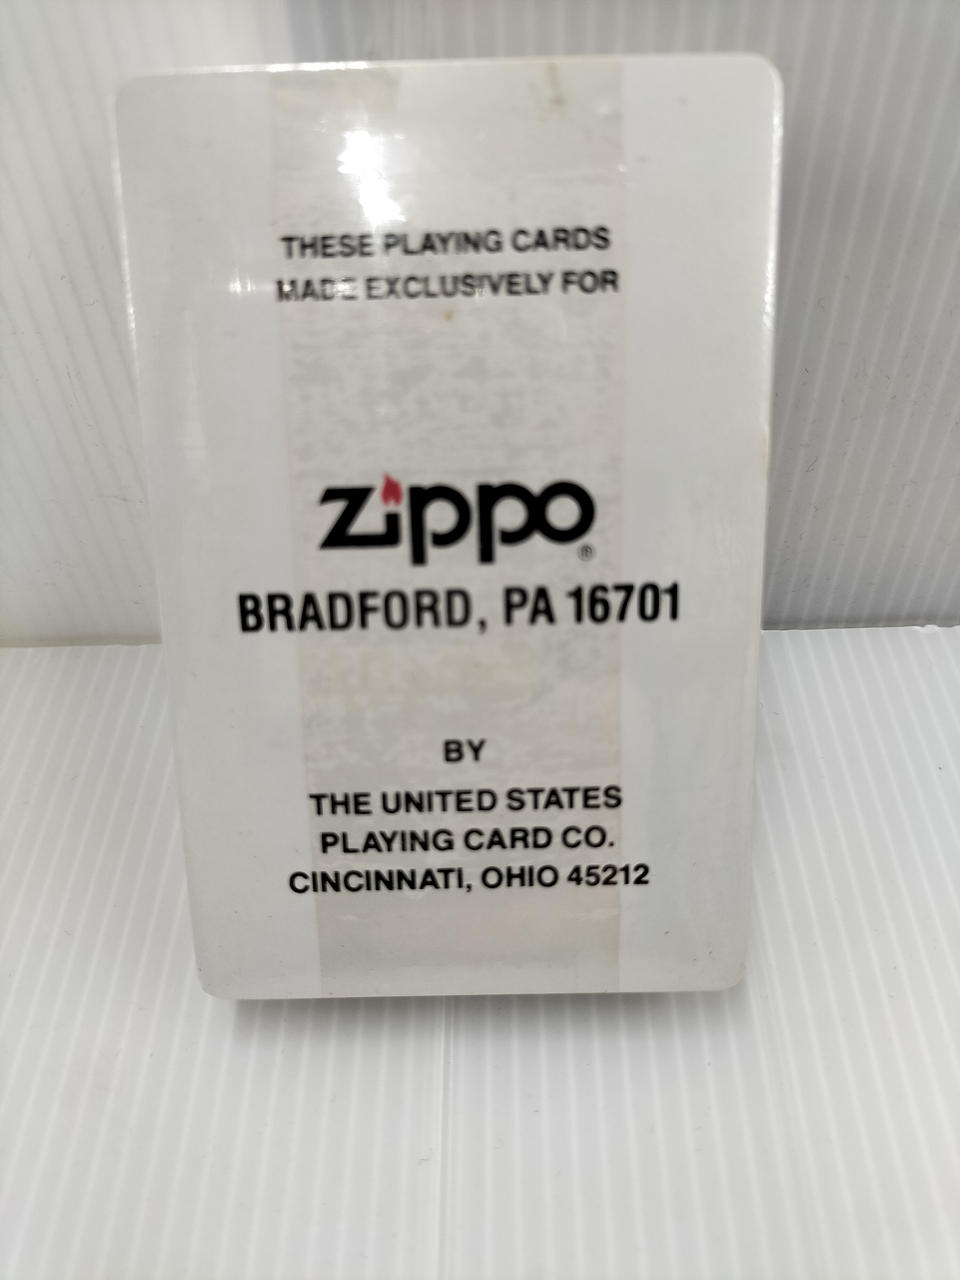 THESE PLAYING CARDS
MADE EXCLUSIVELY FOR
zippo®
BRADFORD, PA 16701
BY
THE UNITED STATES
PLAYING CARD CO.
CINCINNATI, OHIO 45212